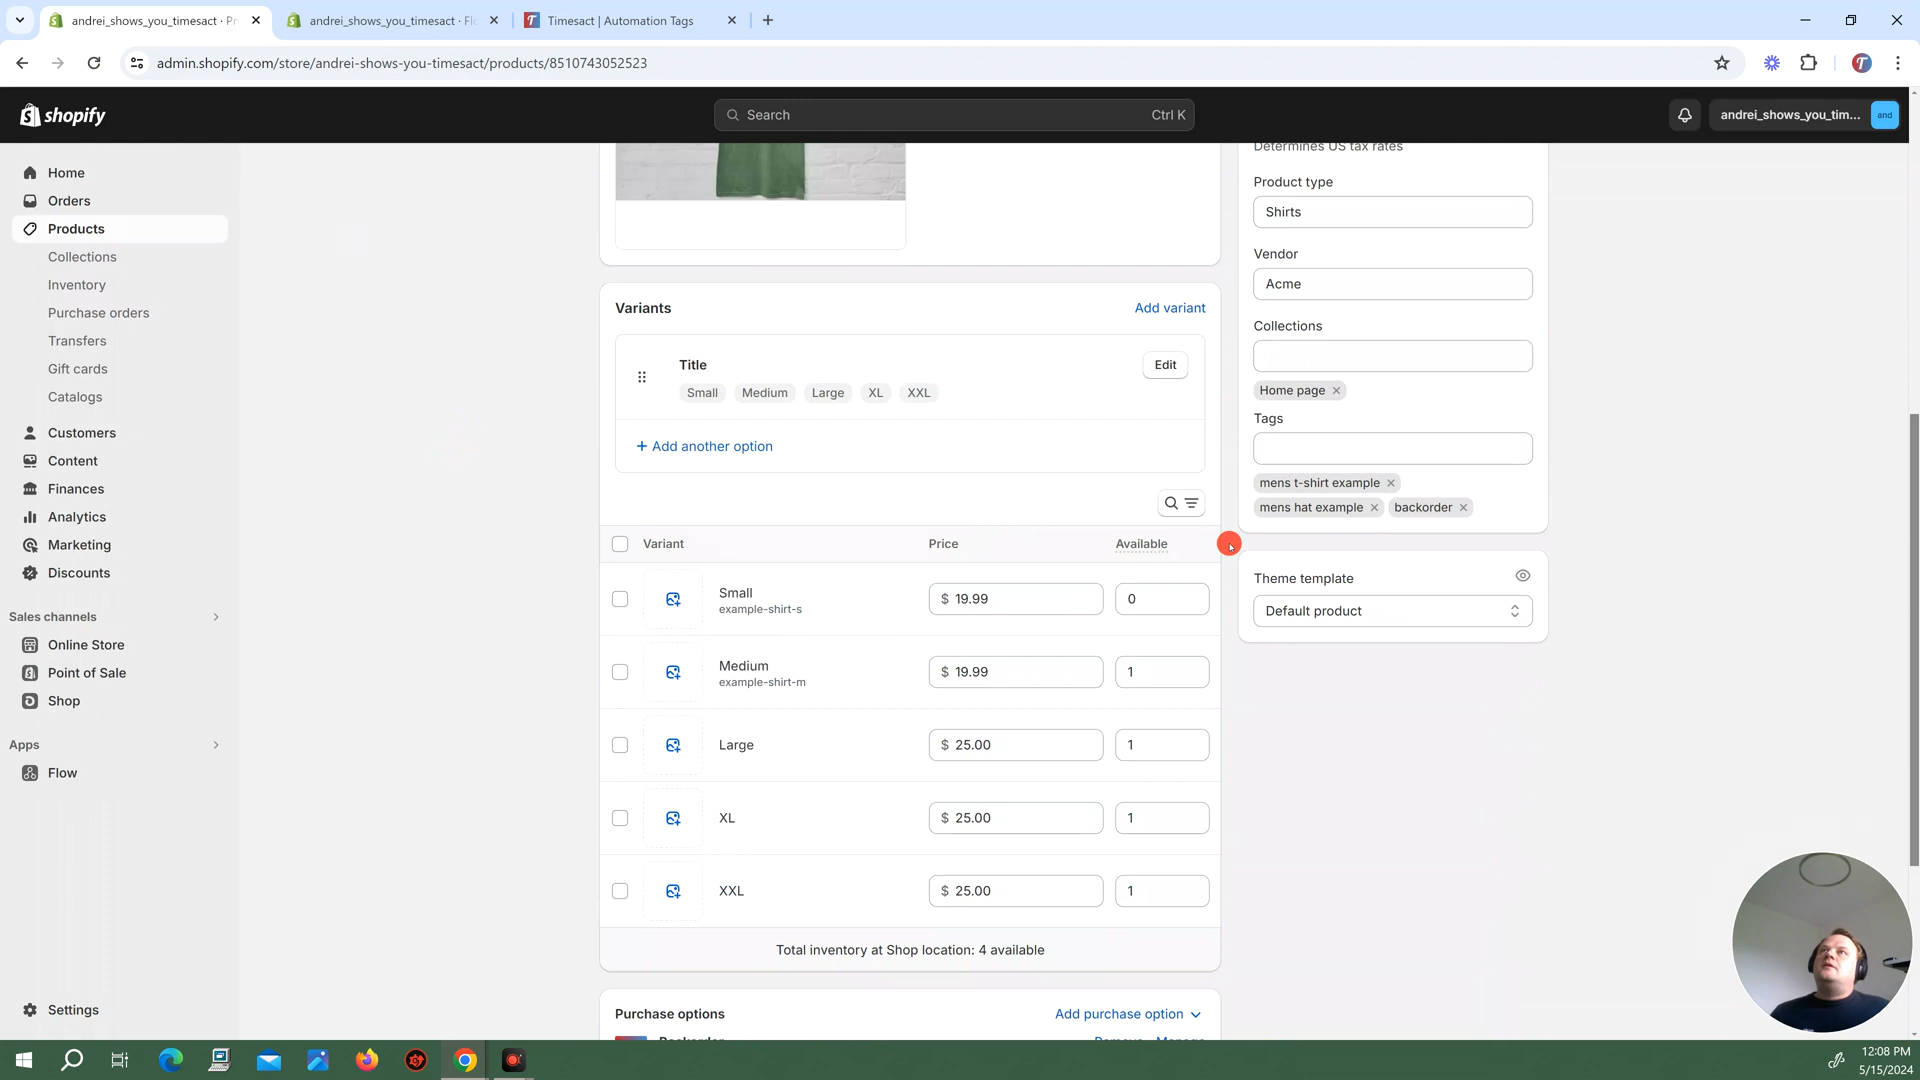 andrei_shows_you_timesact · Pr
andrei_shows_you_timesact · Flo
Timesact | Automation Tags
admin.shopify.com/store/andrei-shows-you-timesact/products/8510743052523
shopify
Search
Ctrl K
andrei_shows_you_tim...
and
Home
Orders
Products
Collections
Inventory
Purchase orders
Transfers
Gift cards
Catalogs
Customers
Content
Finances
Analytics
Marketing
Discounts
Sales channels
Online Store
Point of Sale
Shop
Apps
Flow
Settings
Variants
Add variant
Title
Edit
Small
Medium
Large
XL
XXL
+ Add another option
Variant
Price
Available
Small
example-shirt-s
$ 19.99
0
Medium
example-shirt-m
$ 19.99
1
Large
$ 25.00
1
XL
$ 25.00
1
XXL
$ 25.00
1
Total inventory at Shop location: 4 available
Purchase options
Add purchase option
Backorder
Remove
Manage
Determines US tax rates
Product type
Shirts
Vendor
Acme
Collections
Home page
Tags
mens t-shirt example
mens hat example
backorder
Theme template
Default product
12:08 PM
5/15/2024